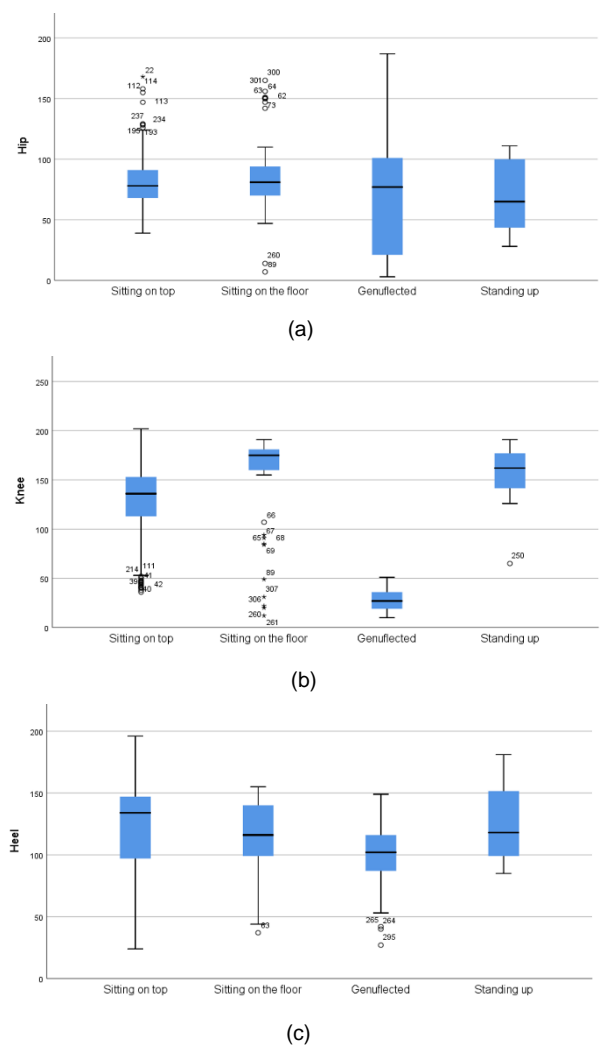 200
150
100
50
0
Hip
22
114
112
113
237
234
195
193
300
301
64
63
62
73
260
89
Sitting on top
Sitting on the floor
Genuflected
Standing up
(a)
250
200
150
100
50
0
Knee
111
214
41
39
42
40
66
67
65
68
69
89
307
306
260
261
250
Sitting on top
Sitting on the floor
Genuflected
Standing up
(b)
200
150
100
50
0
Heel
63
265
264
295
Sitting on top
Sitting on the floor
Genuflected
Standing up
(c)